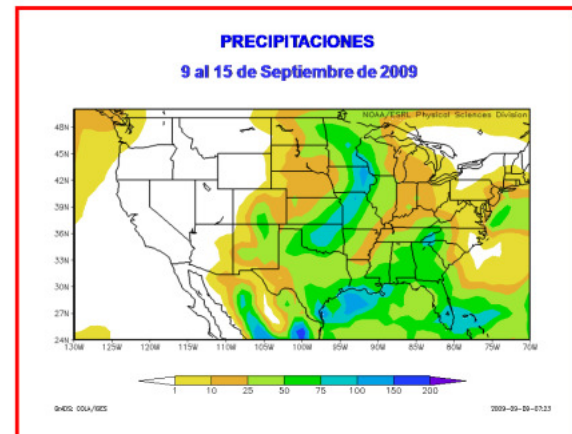 PRECIPITACIONES
9 al 15 de Septiembre de 2009
NOAA/ESRL Physical Sciences Division
48N
45N
42N
39N
36N
33N
30N
27N
24N
130W 125W 120W 115W 110W 105W 100W 95W 90W 85W 80W 75W 70W
1 10 25 50 75 100 150 200
GrADS: COLA/IGES 2009-09-09-07:23